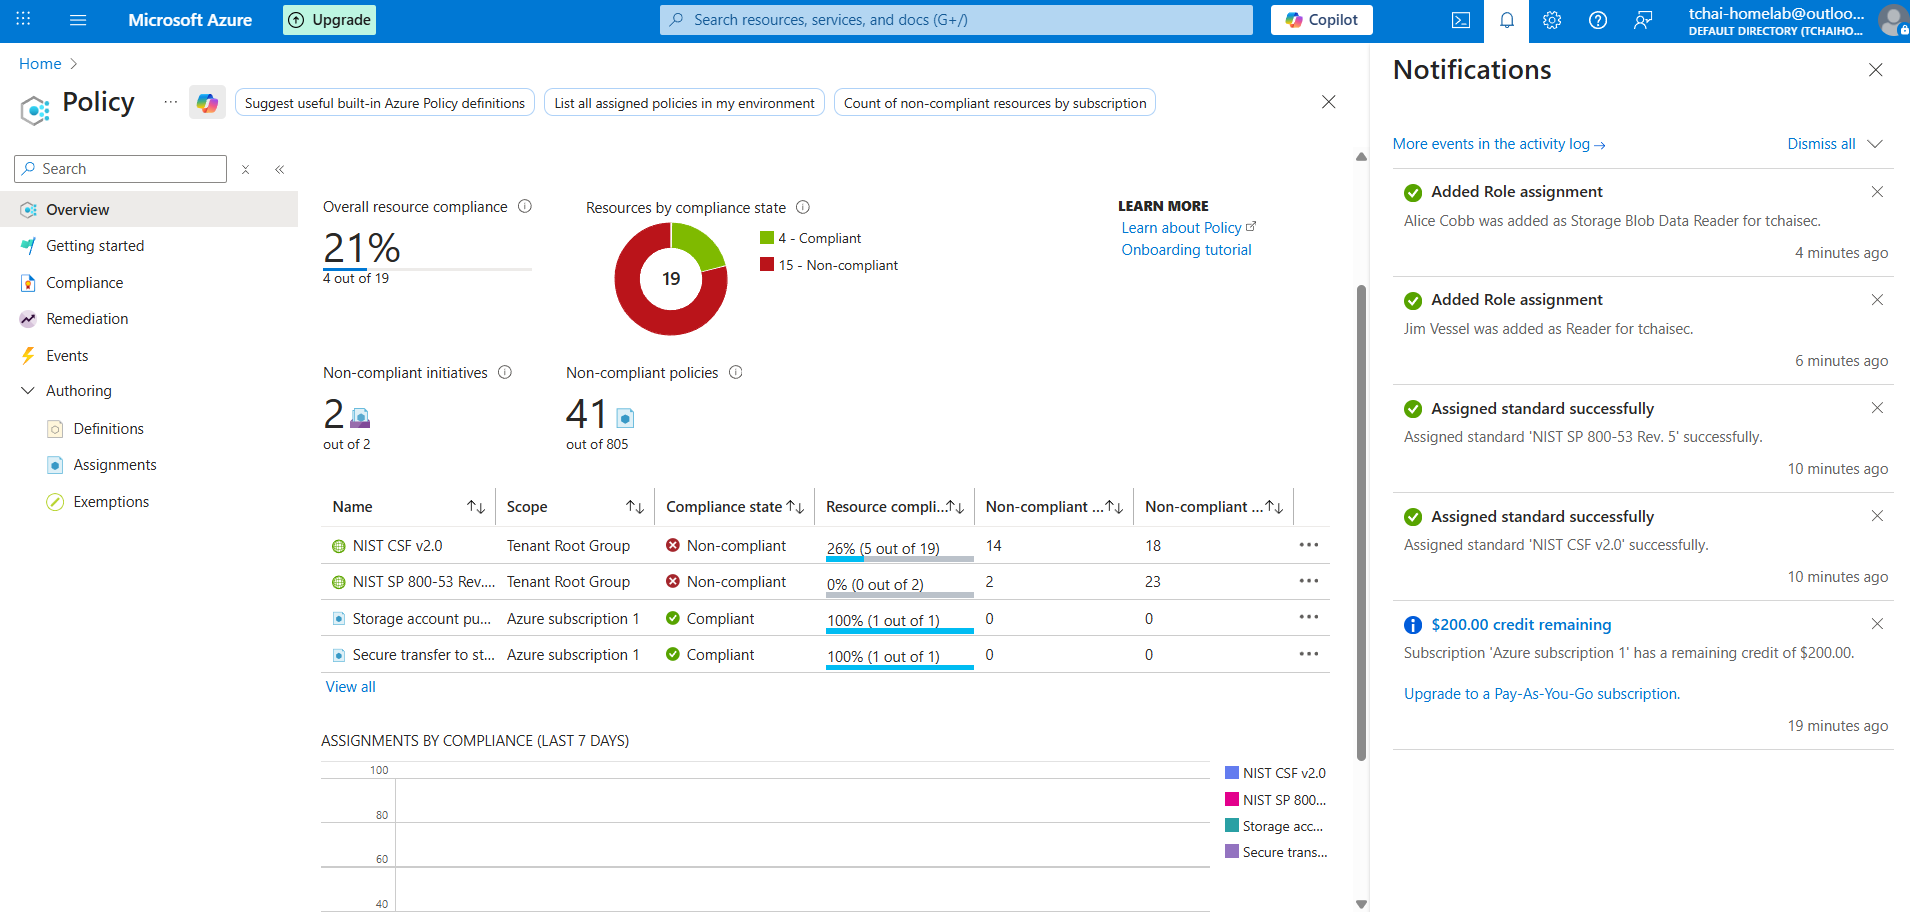 Microsoft Azure
Upgrade
Search resources, services, and docs (G+/)
Copilot
tchai-homelab@outloo...
DEFAULT DIRECTORY (TCHAIHO...
Home
Policy
Suggest useful built-in Azure Policy definitions
List all assigned policies in my environment
Count of non-compliant resources by subscription
Search
Overview
Getting started
Compliance
Remediation
Events
Authoring
Definitions
Assignments
Exemptions
Overall resource compliance
21%
4 out of 19
Resources by compliance state
19
4 - Compliant
15 - Non-compliant
LEARN MORE
Learn about Policy
Onboarding tutorial
Non-compliant initiatives
2
out of 2
Non-compliant policies
41
out of 805
Name Scope Compliance state Resource compli... Non-compliant ... Non-compliant ...
NIST CSF v2.0 Tenant Root Group Non-compliant 26% (5 out of 19) 14 18
NIST SP 800-53 Rev.... Tenant Root Group Non-compliant 0% (0 out of 2) 2 23
Storage account pu... Azure subscription 1 Compliant 100% (1 out of 1) 0 0
Secure transfer to st... Azure subscription 1 Compliant 100% (1 out of 1) 0 0
View all
ASSIGNMENTS BY COMPLIANCE (LAST 7 DAYS)
100
80
60
40
NIST CSF v2.0
NIST SP 800...
Storage acc...
Secure trans...
Notifications
More events in the activity log →
Dismiss all
Added Role assignment
Alice Cobb was added as Storage Blob Data Reader for tchaisec.
4 minutes ago
Added Role assignment
Jim Vessel was added as Reader for tchaisec.
6 minutes ago
Assigned standard successfully
Assigned standard 'NIST SP 800-53 Rev. 5' successfully.
10 minutes ago
Assigned standard successfully
Assigned standard 'NIST CSF v2.0' successfully.
10 minutes ago
$200.00 credit remaining
Subscription 'Azure subscription 1' has a remaining credit of $200.00.
Upgrade to a Pay-As-You-Go subscription.
19 minutes ago